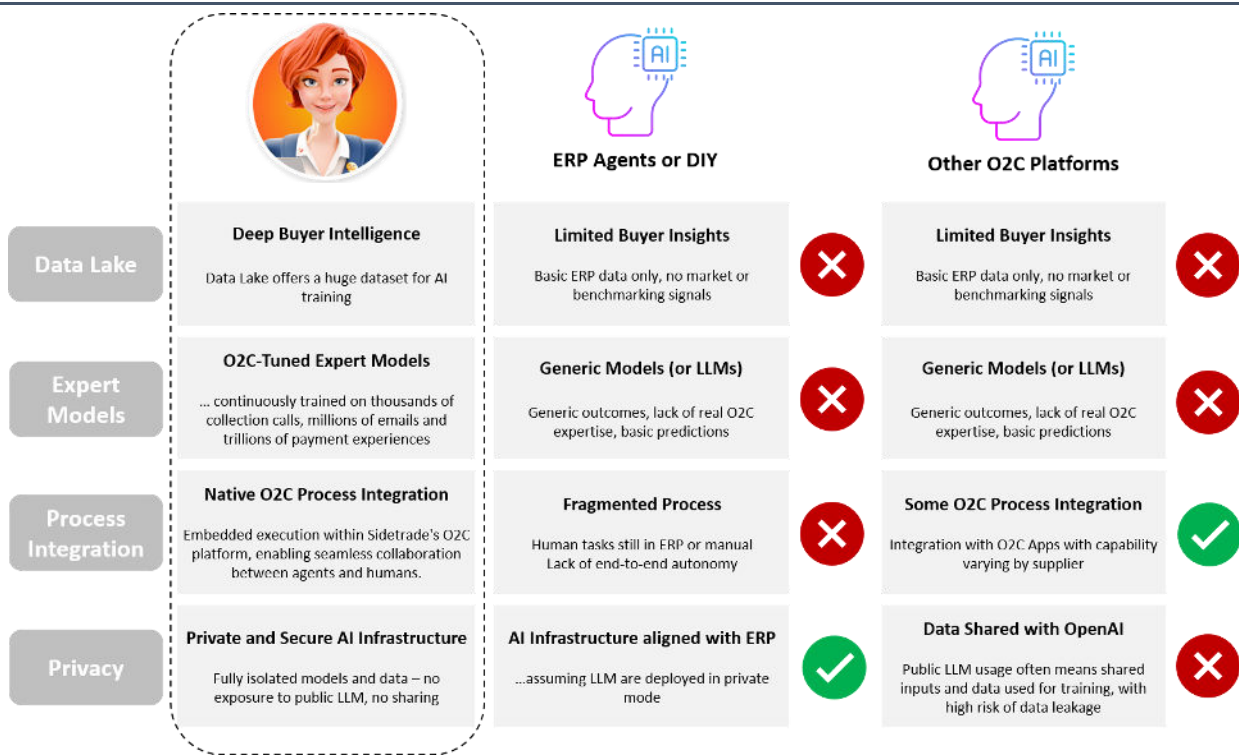 AI
AI
ERP Agents or DIY
Other O2C Platforms
Data Lake
Deep Buyer Intelligence
Data Lake offers a huge dataset for AI
training
Limited Buyer Insights
Basic ERP data only, no market or
benchmarking signals
Limited Buyer Insights
Basic ERP data only, no market or
benchmarking signals
Expert
Models
O2C-Tuned Expert Models
... continuously trained on thousands of
collection calls, millions of emails and
trillions of payment experiences
Generic Models (or LLMs)
Generic outcomes, lack of real O2C
expertise, basic predictions
Generic Models (or LLMs)
Generic outcomes, lack of real O2C
expertise, basic predictions
Process
Integration
Native O2C Process Integration
Embedded execution within Sidetrade's O2C
platform, enabling seamless collaboration
between agents and humans.
Fragmented Process
Human tasks still in ERP or manual
Lack of end-to-end autonomy
Some O2C Process Integration
Integration with O2C Apps with capability
varying by supplier
Privacy
Private and Secure AI Infrastructure
Fully isolated models and data – no
exposure to public LLM, no sharing
AI Infrastructure aligned with ERP
...assuming LLM are deployed in private
mode
Data Shared with OpenAI
Public LLM usage often means shared
inputs and data used for training, with
high risk of data leakage